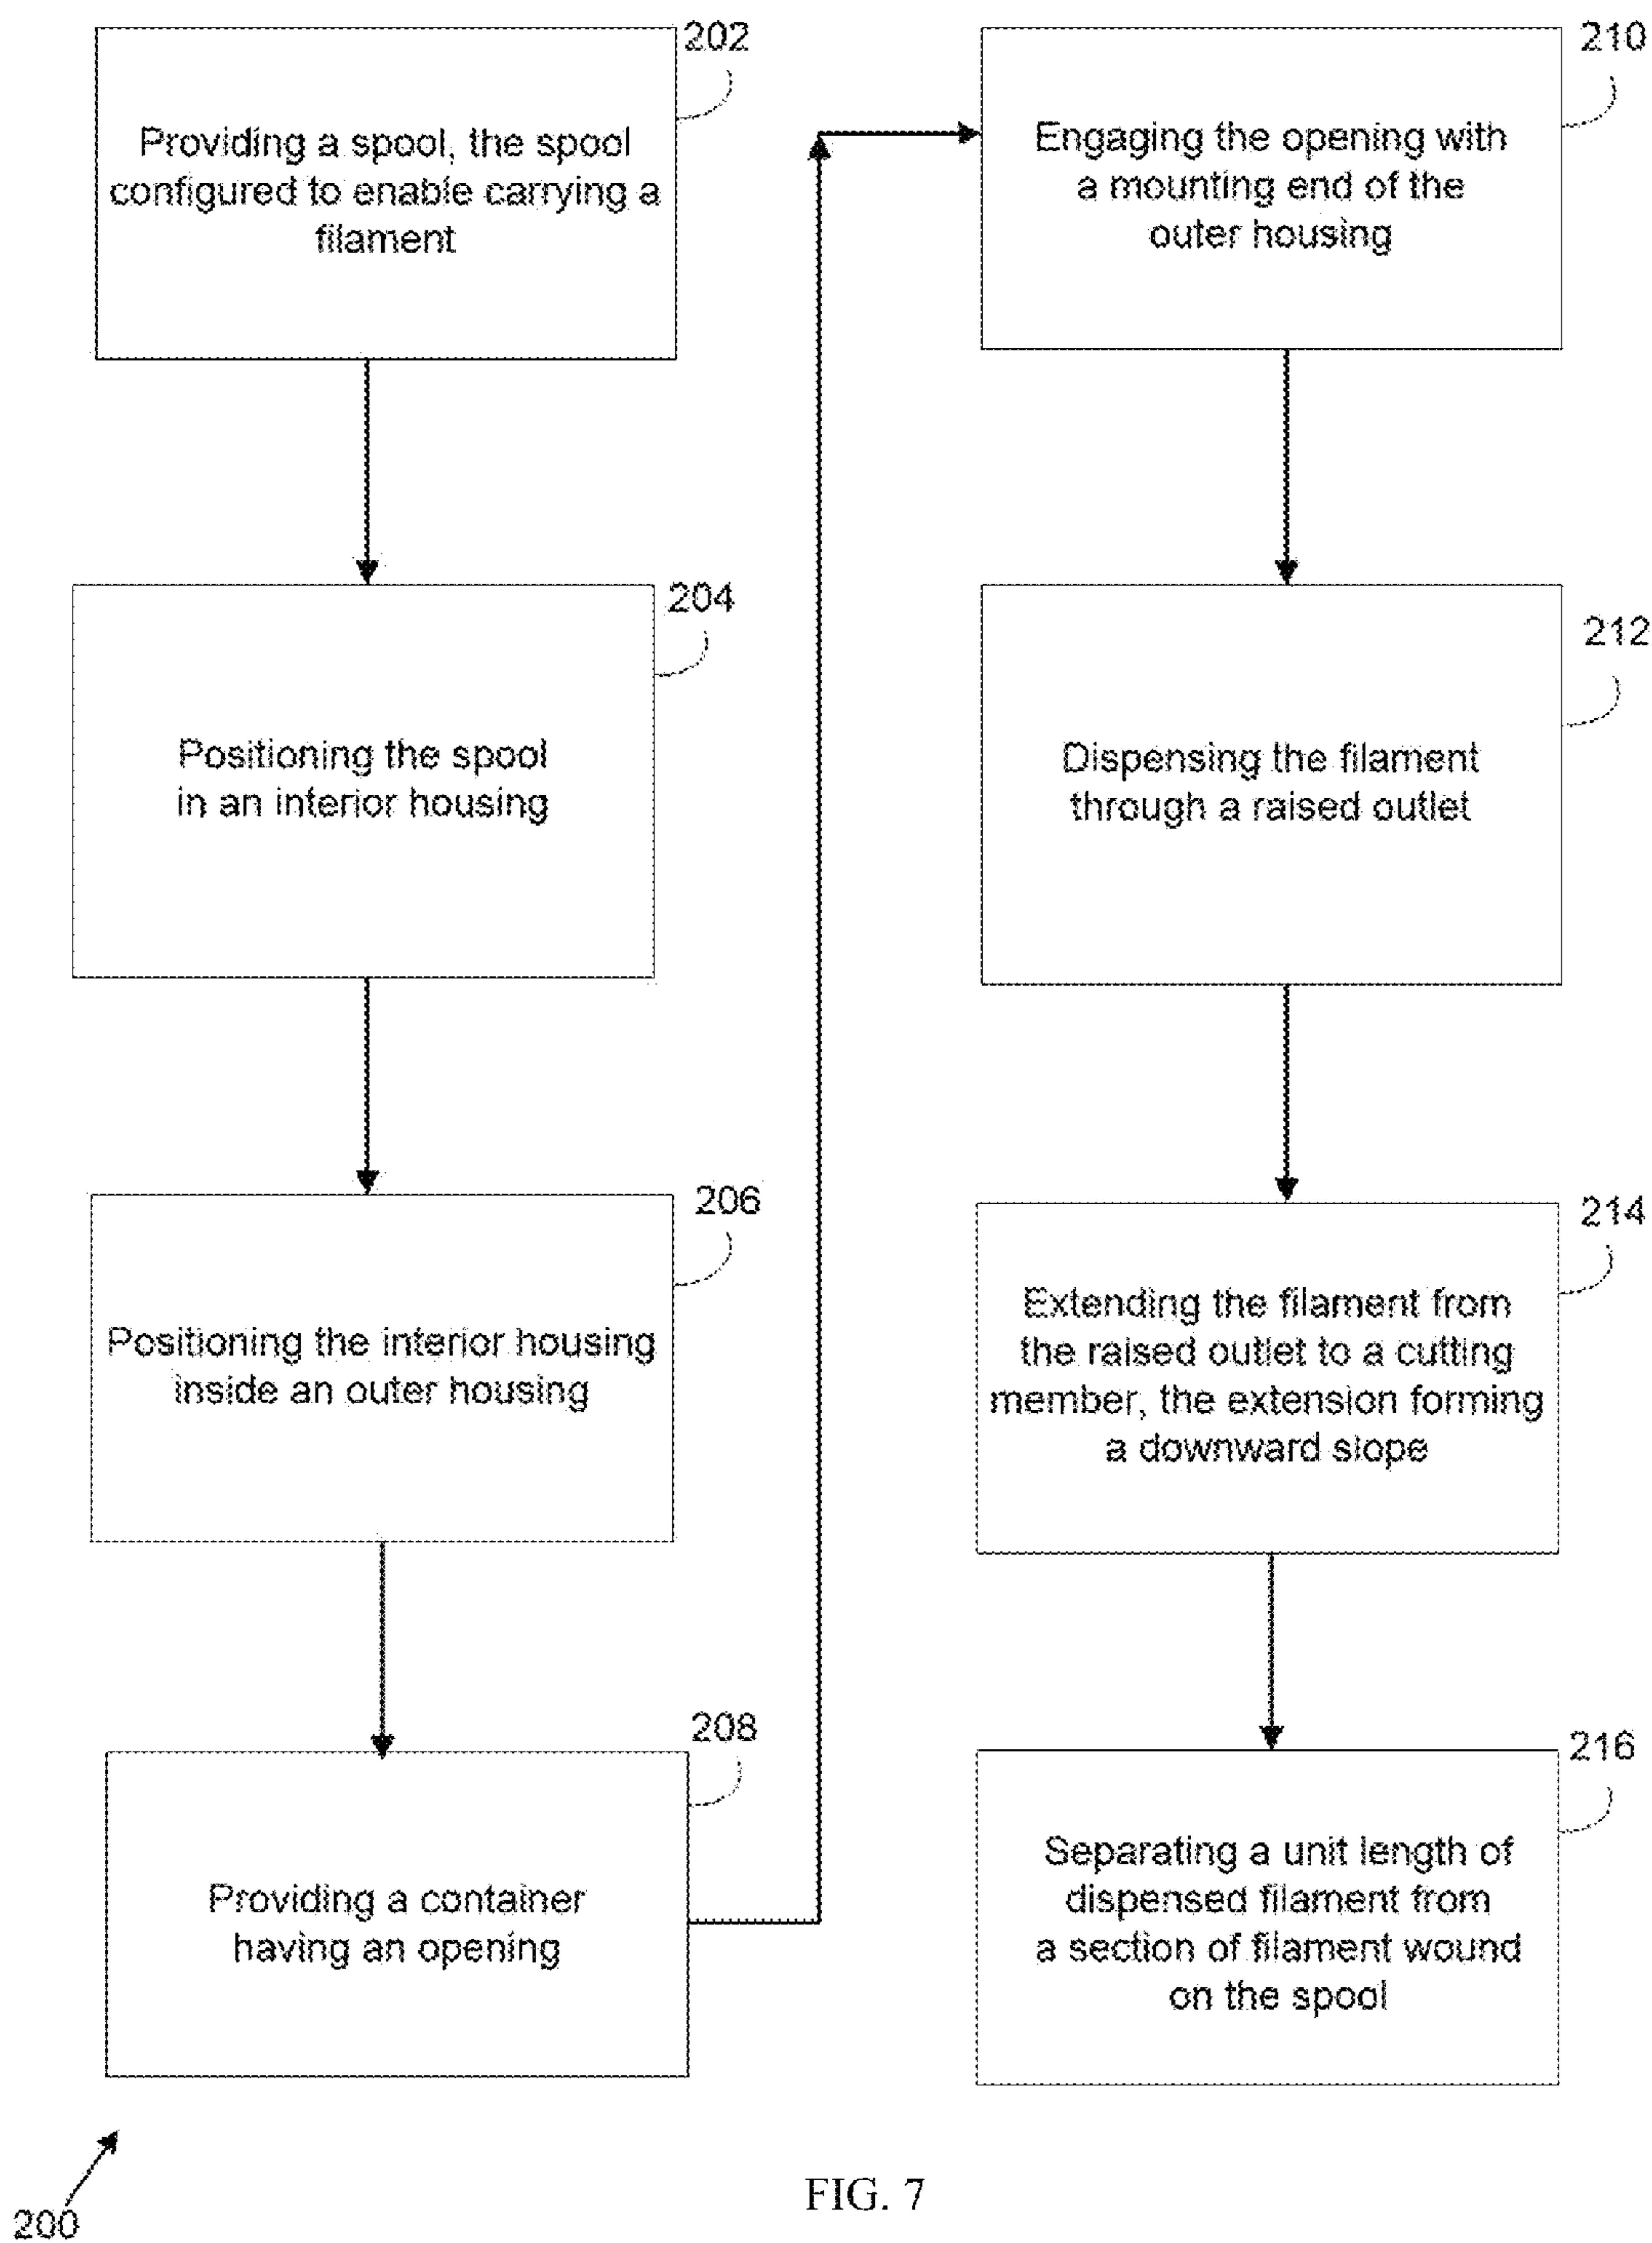 202
Providing a spool, the spool
configured to enable carrying a
filament
204
Positioning the spool
in an interior housing
206
Positioning the interior housing
inside an outer housing
208
Providing a container
having an opening
210
Engaging the opening with
a mounting end of the
outer housing
212
Dispensing the filament
through a raised outlet
214
Extending the filament from
the raised outlet to a cutting
member, the extension forming
a downward slope
216
Separating a unit length of
dispensed filament from
a section of filament wound
on the spool
200
FIG. 7